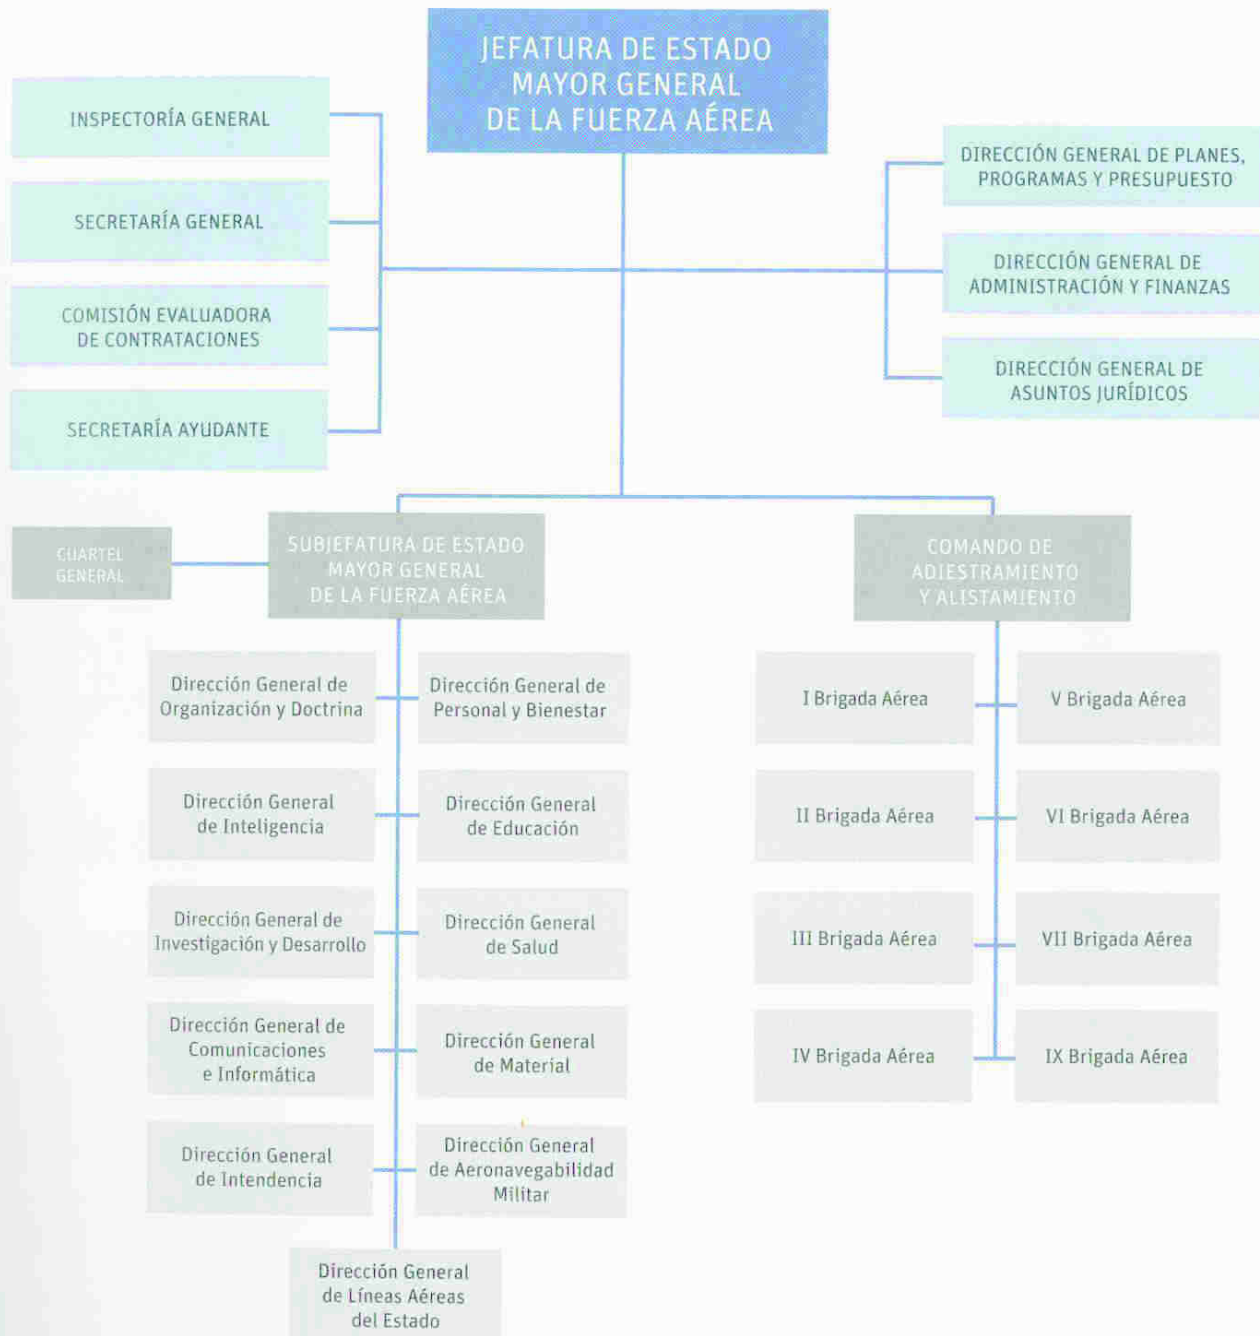 JEFATURA DE ESTADO
MAYOR GENERAL
DE LA FUERZA AÉREA
INSPECTORÍA GENERAL
SECRETARÍA GENERAL
COMISIÓN EVALUADORA
DE CONTRATACIONES
SECRETARÍA AYUDANTE
DIRECCIÓN GENERAL DE PLANES,
PROGRAMAS Y PRESUPUESTO
DIRECCIÓN GENERAL DE
ADMINISTRACIÓN Y FINANZAS
DIRECCIÓN GENERAL DE
ASUNTOS JURÍDICOS
CUARTEL
GENERAL
SUBJEFATURA DE ESTADO
MAYOR GENERAL
DE LA FUERZA AÉREA
COMANDO DE
ADIESTRAMIENTO
Y ALISTAMIENTO
Dirección General de
Organización y Doctrina
Dirección General de
Personal y Bienestar
Dirección General
de Inteligencia
Dirección General
de Educación
Dirección General de
Investigación y Desarrollo
Dirección General
de Salud
Dirección General de
Comunicaciones
e Informática
Dirección General
de Material
Dirección General
de Intendencia
Dirección General
de Aeronavegabilidad
Militar
Dirección General
de Líneas Aéreas
del Estado
I Brigada Aérea
V Brigada Aérea
II Brigada Aérea
VI Brigada Aérea
III Brigada Aérea
VII Brigada Aérea
IV Brigada Aérea
IX Brigada Aérea